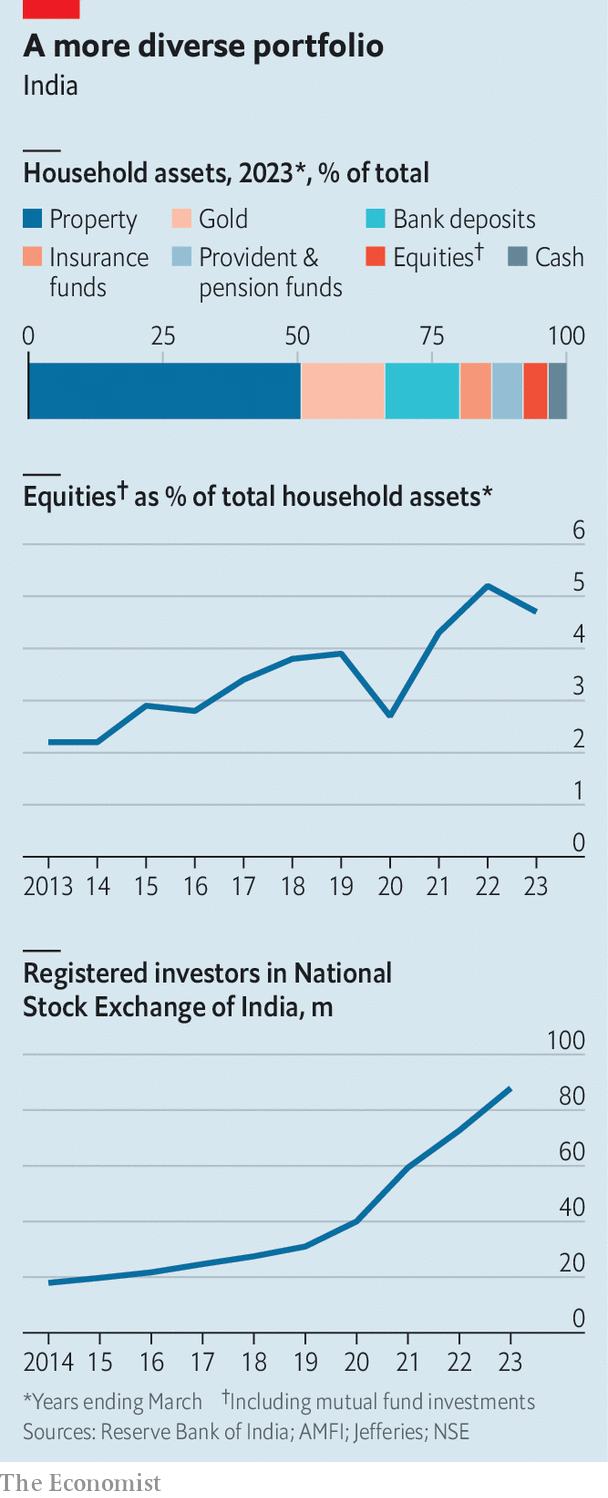 A more diverse portfolio
India
Household assets, 2023*, % of total
Property Gold Bank deposits
Insurance funds Provident & pension funds Equities† Cash
0 25 50 75 100
Equities† as % of total household assets*
6
5
4
3
2
1
0
2013 14 15 16 17 18 19 20 21 22 23
Registered investors in National
Stock Exchange of India, m
100
80
60
40
20
0
2014 15 16 17 18 19 20 21 22 23
*Years ending March †Including mutual fund investments
Sources: Reserve Bank of India; AMFI; Jefferies; NSE
The Economist